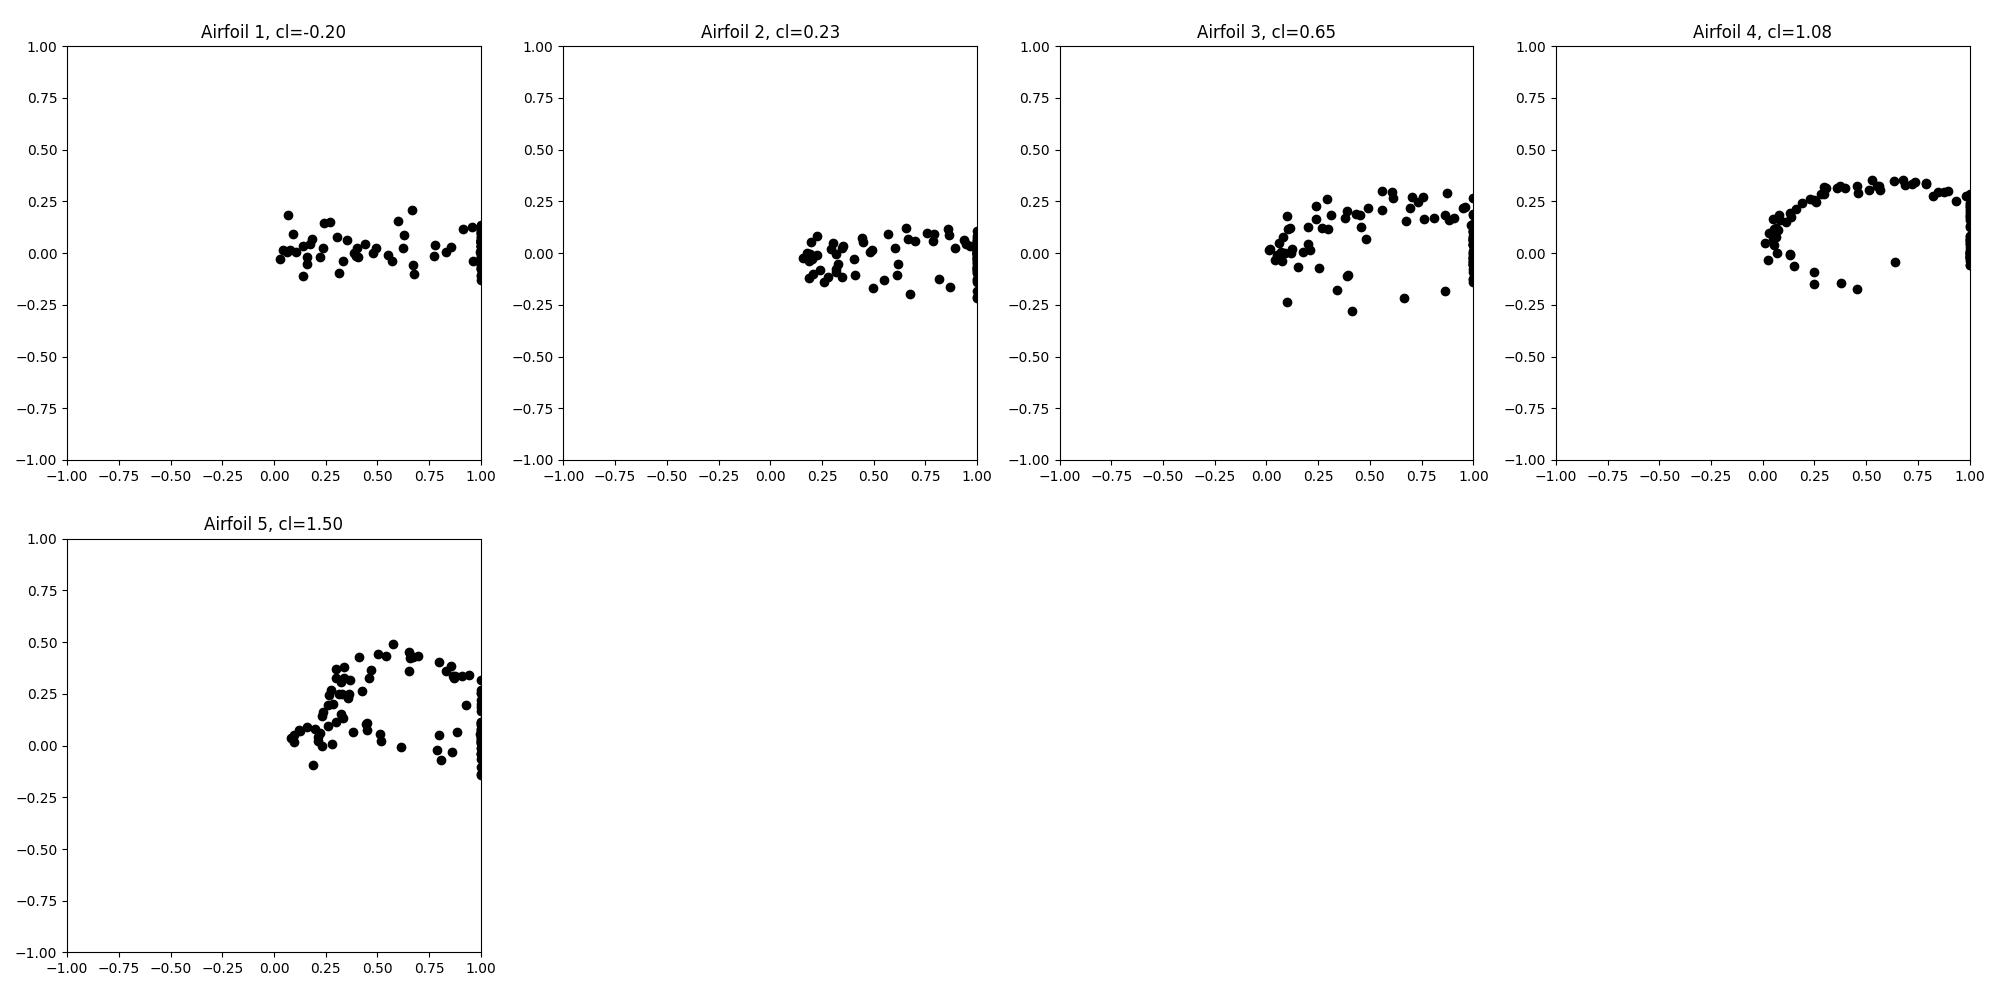 Airfoil 1, cl=-0.20
Airfoil 2, cl=0.23
Airfoil 3, cl=0.65
Airfoil 4, cl=1.08
1.00 1.00 1.00 1.00
0.75 0.75 0.75 0.75
0.50 0.50 0.50 0.50
0.25 0.25 0.25 0.25
0.00 0.00 0.00 0.00
−0.25 −0.25 −0.25 −0.25
−0.50 −0.50 −0.50 −0.50
−0.75 −0.75 −0.75 −0.75
−1.00 −1.00 −1.00 −1.00
−1.00 −0.75 −0.50 −0.25 0.00 0.25 0.50 0.75 1.00
−1.00 −0.75 −0.50 −0.25 0.00 0.25 0.50 0.75 1.00
−1.00 −0.75 −0.50 −0.25 0.00 0.25 0.50 0.75 1.00
−1.00 −0.75 −0.50 −0.25 0.00 0.25 0.50 0.75 1.00
Airfoil 5, cl=1.50
1.00
0.75
0.50
0.25
0.00
−0.25
−0.50
−0.75
−1.00
−1.00 −0.75 −0.50 −0.25 0.00 0.25 0.50 0.75 1.00